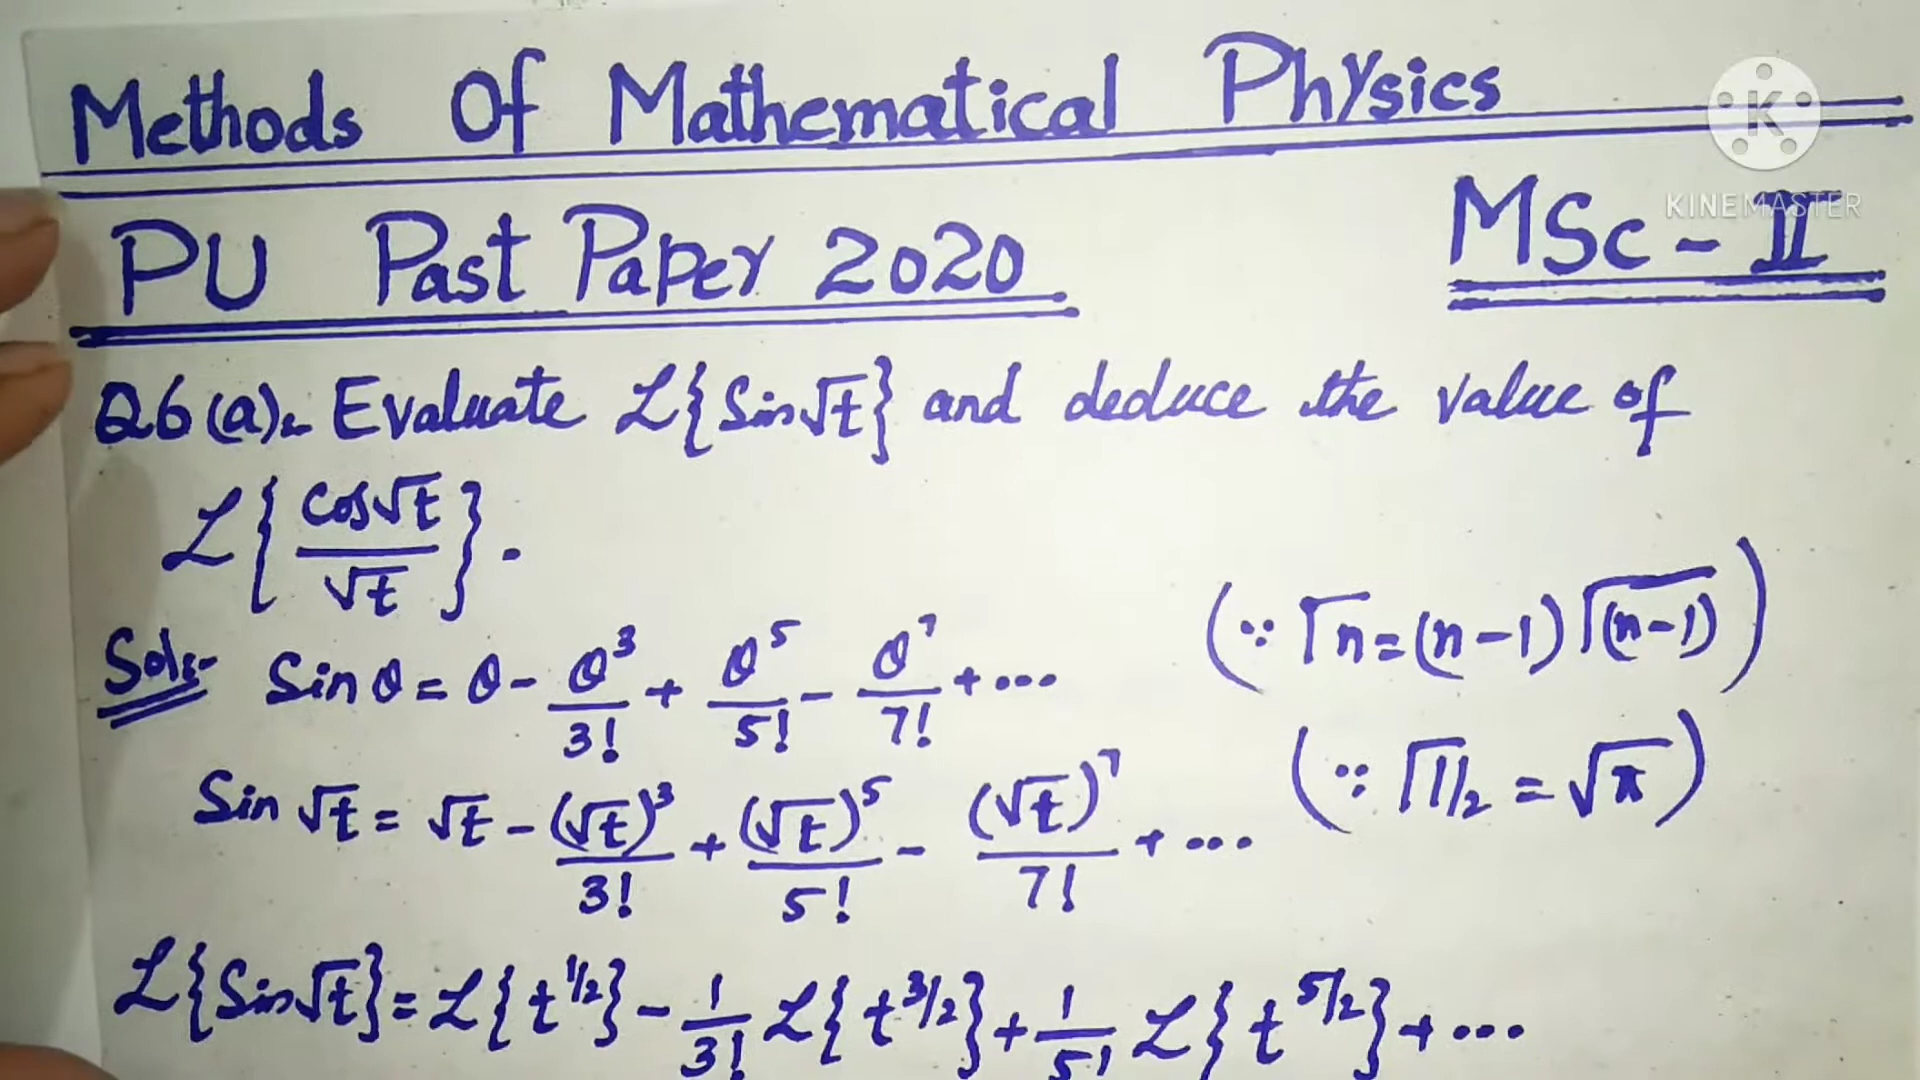 Methods Of Mathematical Physics
K
KINEMASTER
PU Past Paper 2020 MSc-II
Q6(a):- Evaluate ℒ{Sin√t} and deduce the value of
ℒ{cos√t/√t}.
Sol:- Sin θ = θ - θ³/3! + θ⁵/5! - θ⁷/7! + ... (∵ Γn = (n-1)Γ(n-1))
Sin √t = √t - (√t)³/3! + (√t)⁵/5! - (√t)⁷/7! + ... (∵ Γ1/2 = √π)
ℒ{Sin√t} = ℒ{t^1/2} - 1/3! ℒ{t^3/2} + 1/5! ℒ{t^5/2} + ...